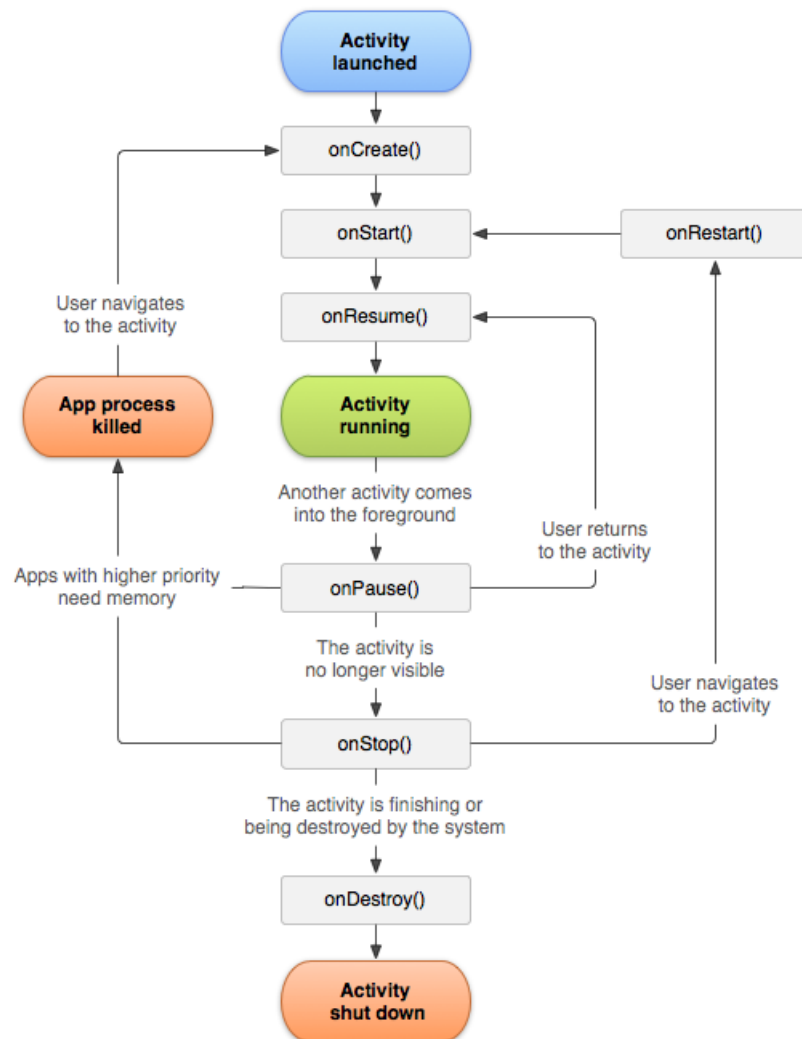 Activity
launched
onCreate()
onStart()
onRestart()
User navigates
to the activity
onResume()
App process
killed
Activity
running
Another activity comes
into the foreground
User returns
to the activity
Apps with higher priority
need memory
onPause()
The activity is
no longer visible
User navigates
to the activity
onStop()
The activity is finishing or
being destroyed by the system
onDestroy()
Activity
shut down